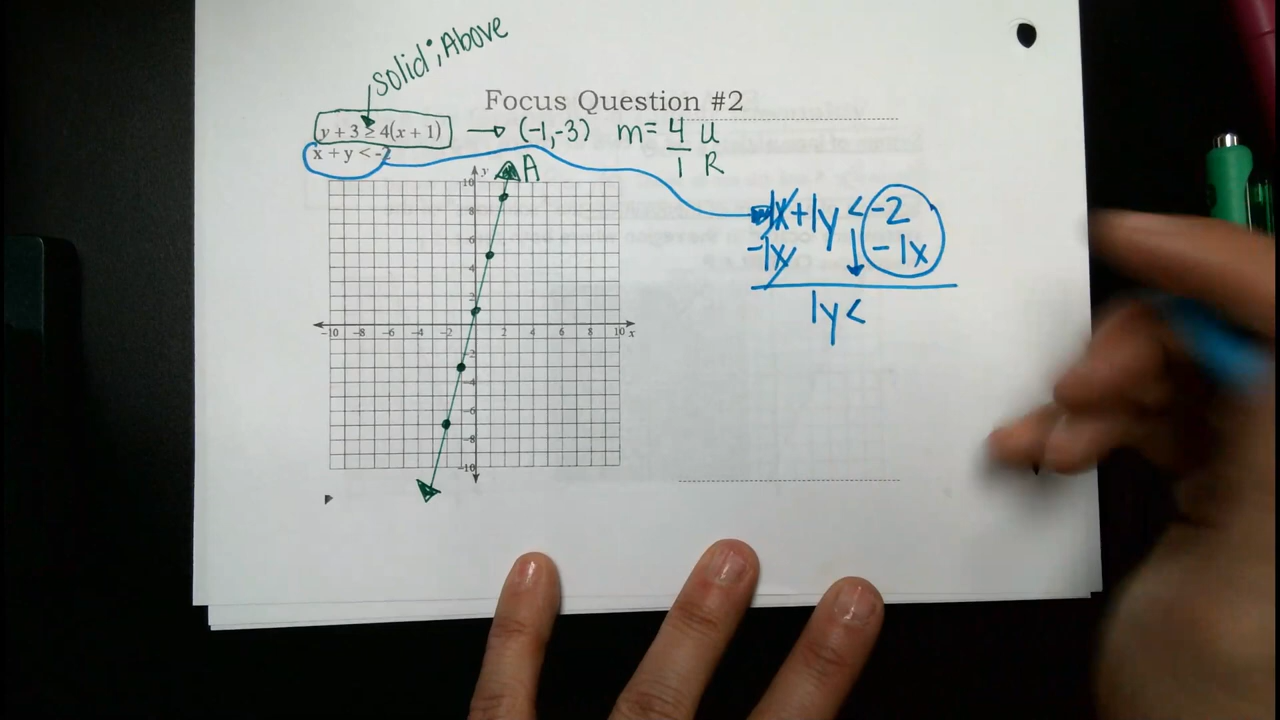 solid; Above
Focus Question #2
y + 3 ≥ 4(x + 1) → (-1,-3) m= 4/1 U R
x + y < -2
A
y
10
8
6
4
2
-10 -8 -6 -4 -2 2 4 6 8 10 x
-2
-4
-6
-8
-10
1x+1y < -2
-1x -1x
1y <